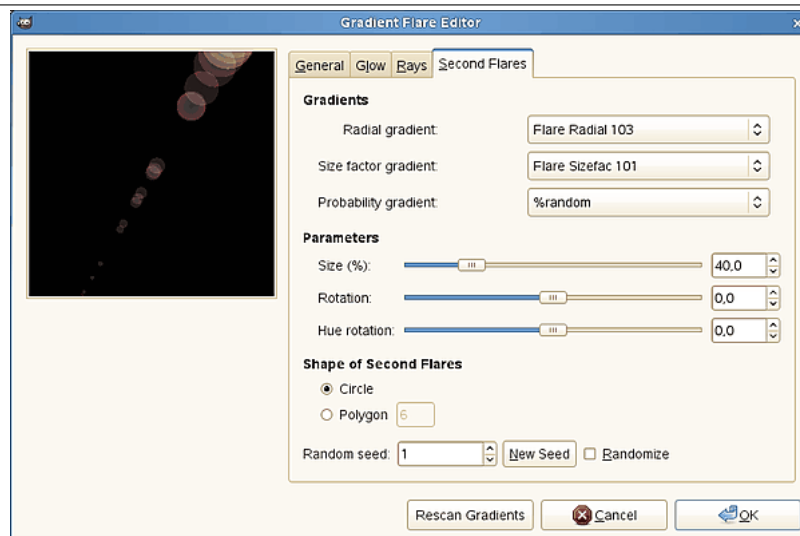 Gradient Flare Editor
General Glow Rays Second Flares
Gradients
Radial gradient: Flare Radial 103
Size factor gradient: Flare Sizefac 101
Probability gradient: %random
Parameters
Size (%): 40,0
Rotation: 0,0
Hue rotation: 0,0
Shape of Second Flares
Circle
Polygon 6
Random seed: 1 New Seed Randomize
Rescan Gradients Cancel OK